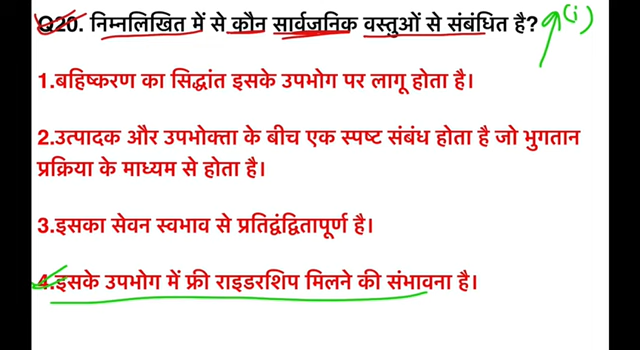 Q20. निम्नलिखित में से कौन सार्वजनिक वस्तुओं से संबंधित है? (i)
1.बहिष्करण का सिद्धांत इसके उपभोग पर लागू होता है।
2.उत्पादक और उपभोक्ता के बीच एक स्पष्ट संबंध होता है जो भुगतान
प्रक्रिया के माध्यम से होता है।
3.इसका सेवन स्वभाव से प्रतिद्वंद्वितापूर्ण है।
4.इसके उपभोग में फ्री राइडरशिप मिलने की संभावना है।